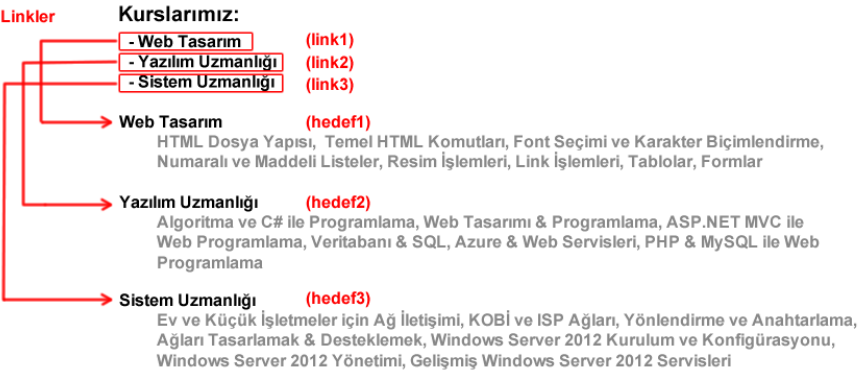 Linkler
Kurslarımız:
- Web Tasarım (link1)
- Yazılım Uzmanlığı (link2)
- Sistem Uzmanlığı (link3)
Web Tasarım (hedef1)
HTML Dosya Yapısı, Temel HTML Komutları, Font Seçimi ve Karakter Biçimlendirme,
Numaralı ve Maddeli Listeler, Resim İşlemleri, Link İşlemleri, Tablolar, Formlar
Yazılım Uzmanlığı (hedef2)
Algoritma ve C# ile Programlama, Web Tasarımı & Programlama, ASP.NET MVC ile
Web Programlama, Veritabanı & SQL, Azure & Web Servisleri, PHP & MySQL ile Web
Programlama
Sistem Uzmanlığı (hedef3)
Ev ve Küçük İşletmeler için Ağ İletişimi, KOBİ ve ISP Ağları, Yönlendirme ve Anahtarlama,
Ağları Tasarlamak & Desteklemek, Windows Server 2012 Kurulum ve Konfigürasyonu,
Windows Server 2012 Yönetimi, Gelişmiş Windows Server 2012 Servisleri